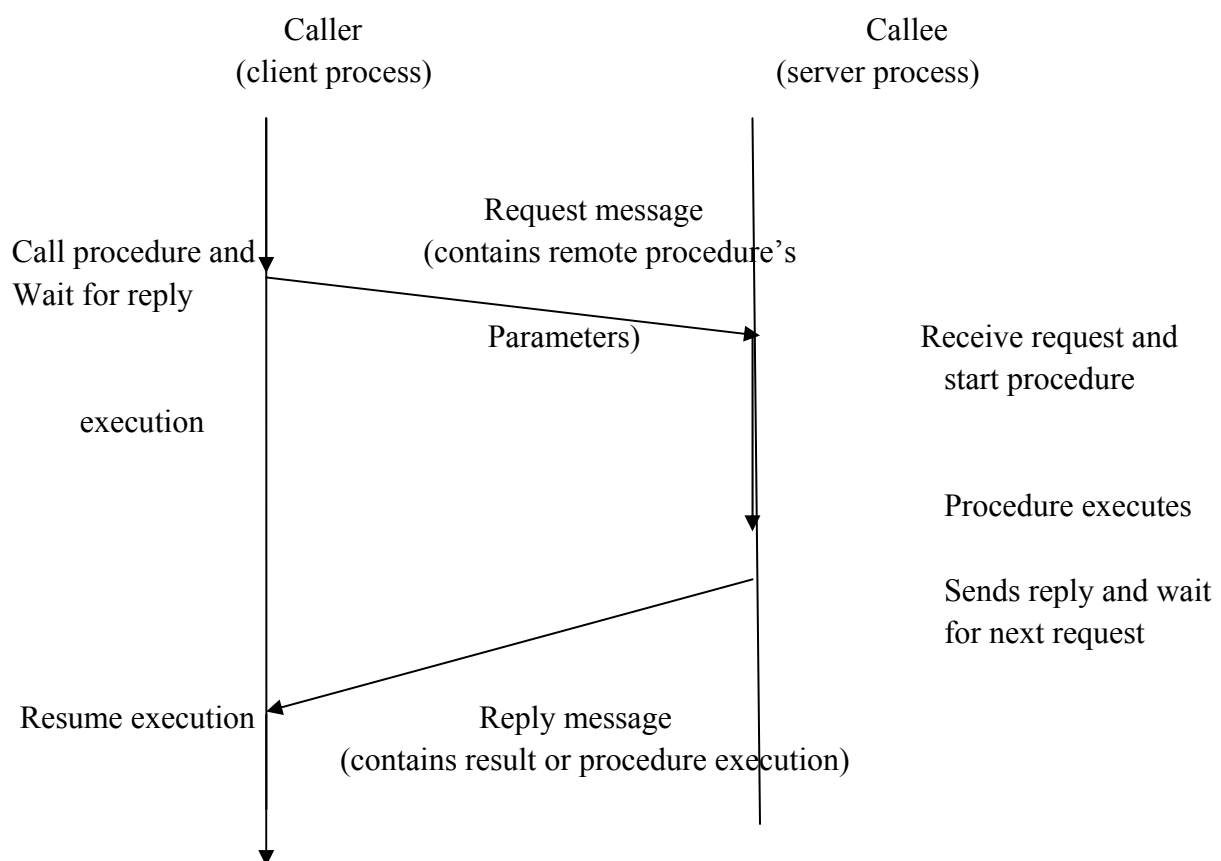 Caller
(client process)
Callee
(server process)
Request message
(contains remote procedure’s
Call procedure and
Wait for reply
Parameters)
Receive request and
start procedure
execution
Procedure executes
Sends reply and wait
for next request
Resume execution
Reply message
(contains result or procedure execution)